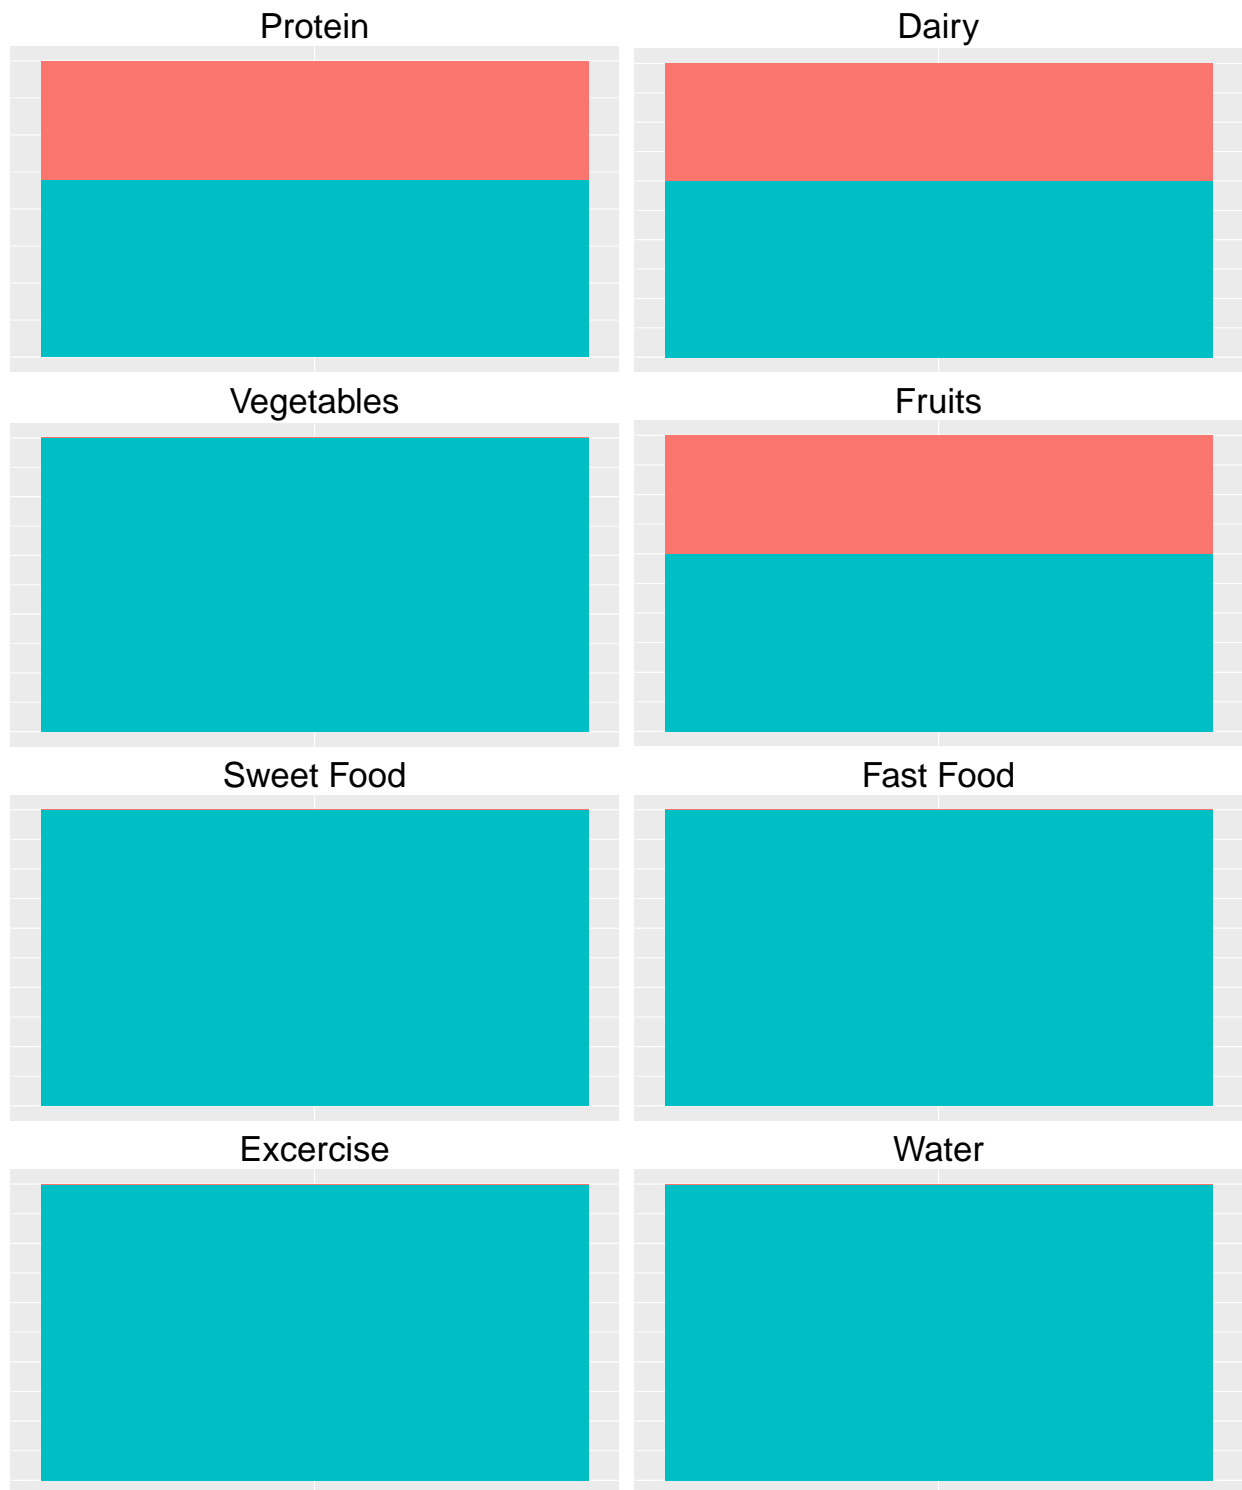 Protein
Dairy
Vegetables
Fruits
Sweet Food
Fast Food
Excercise
Water